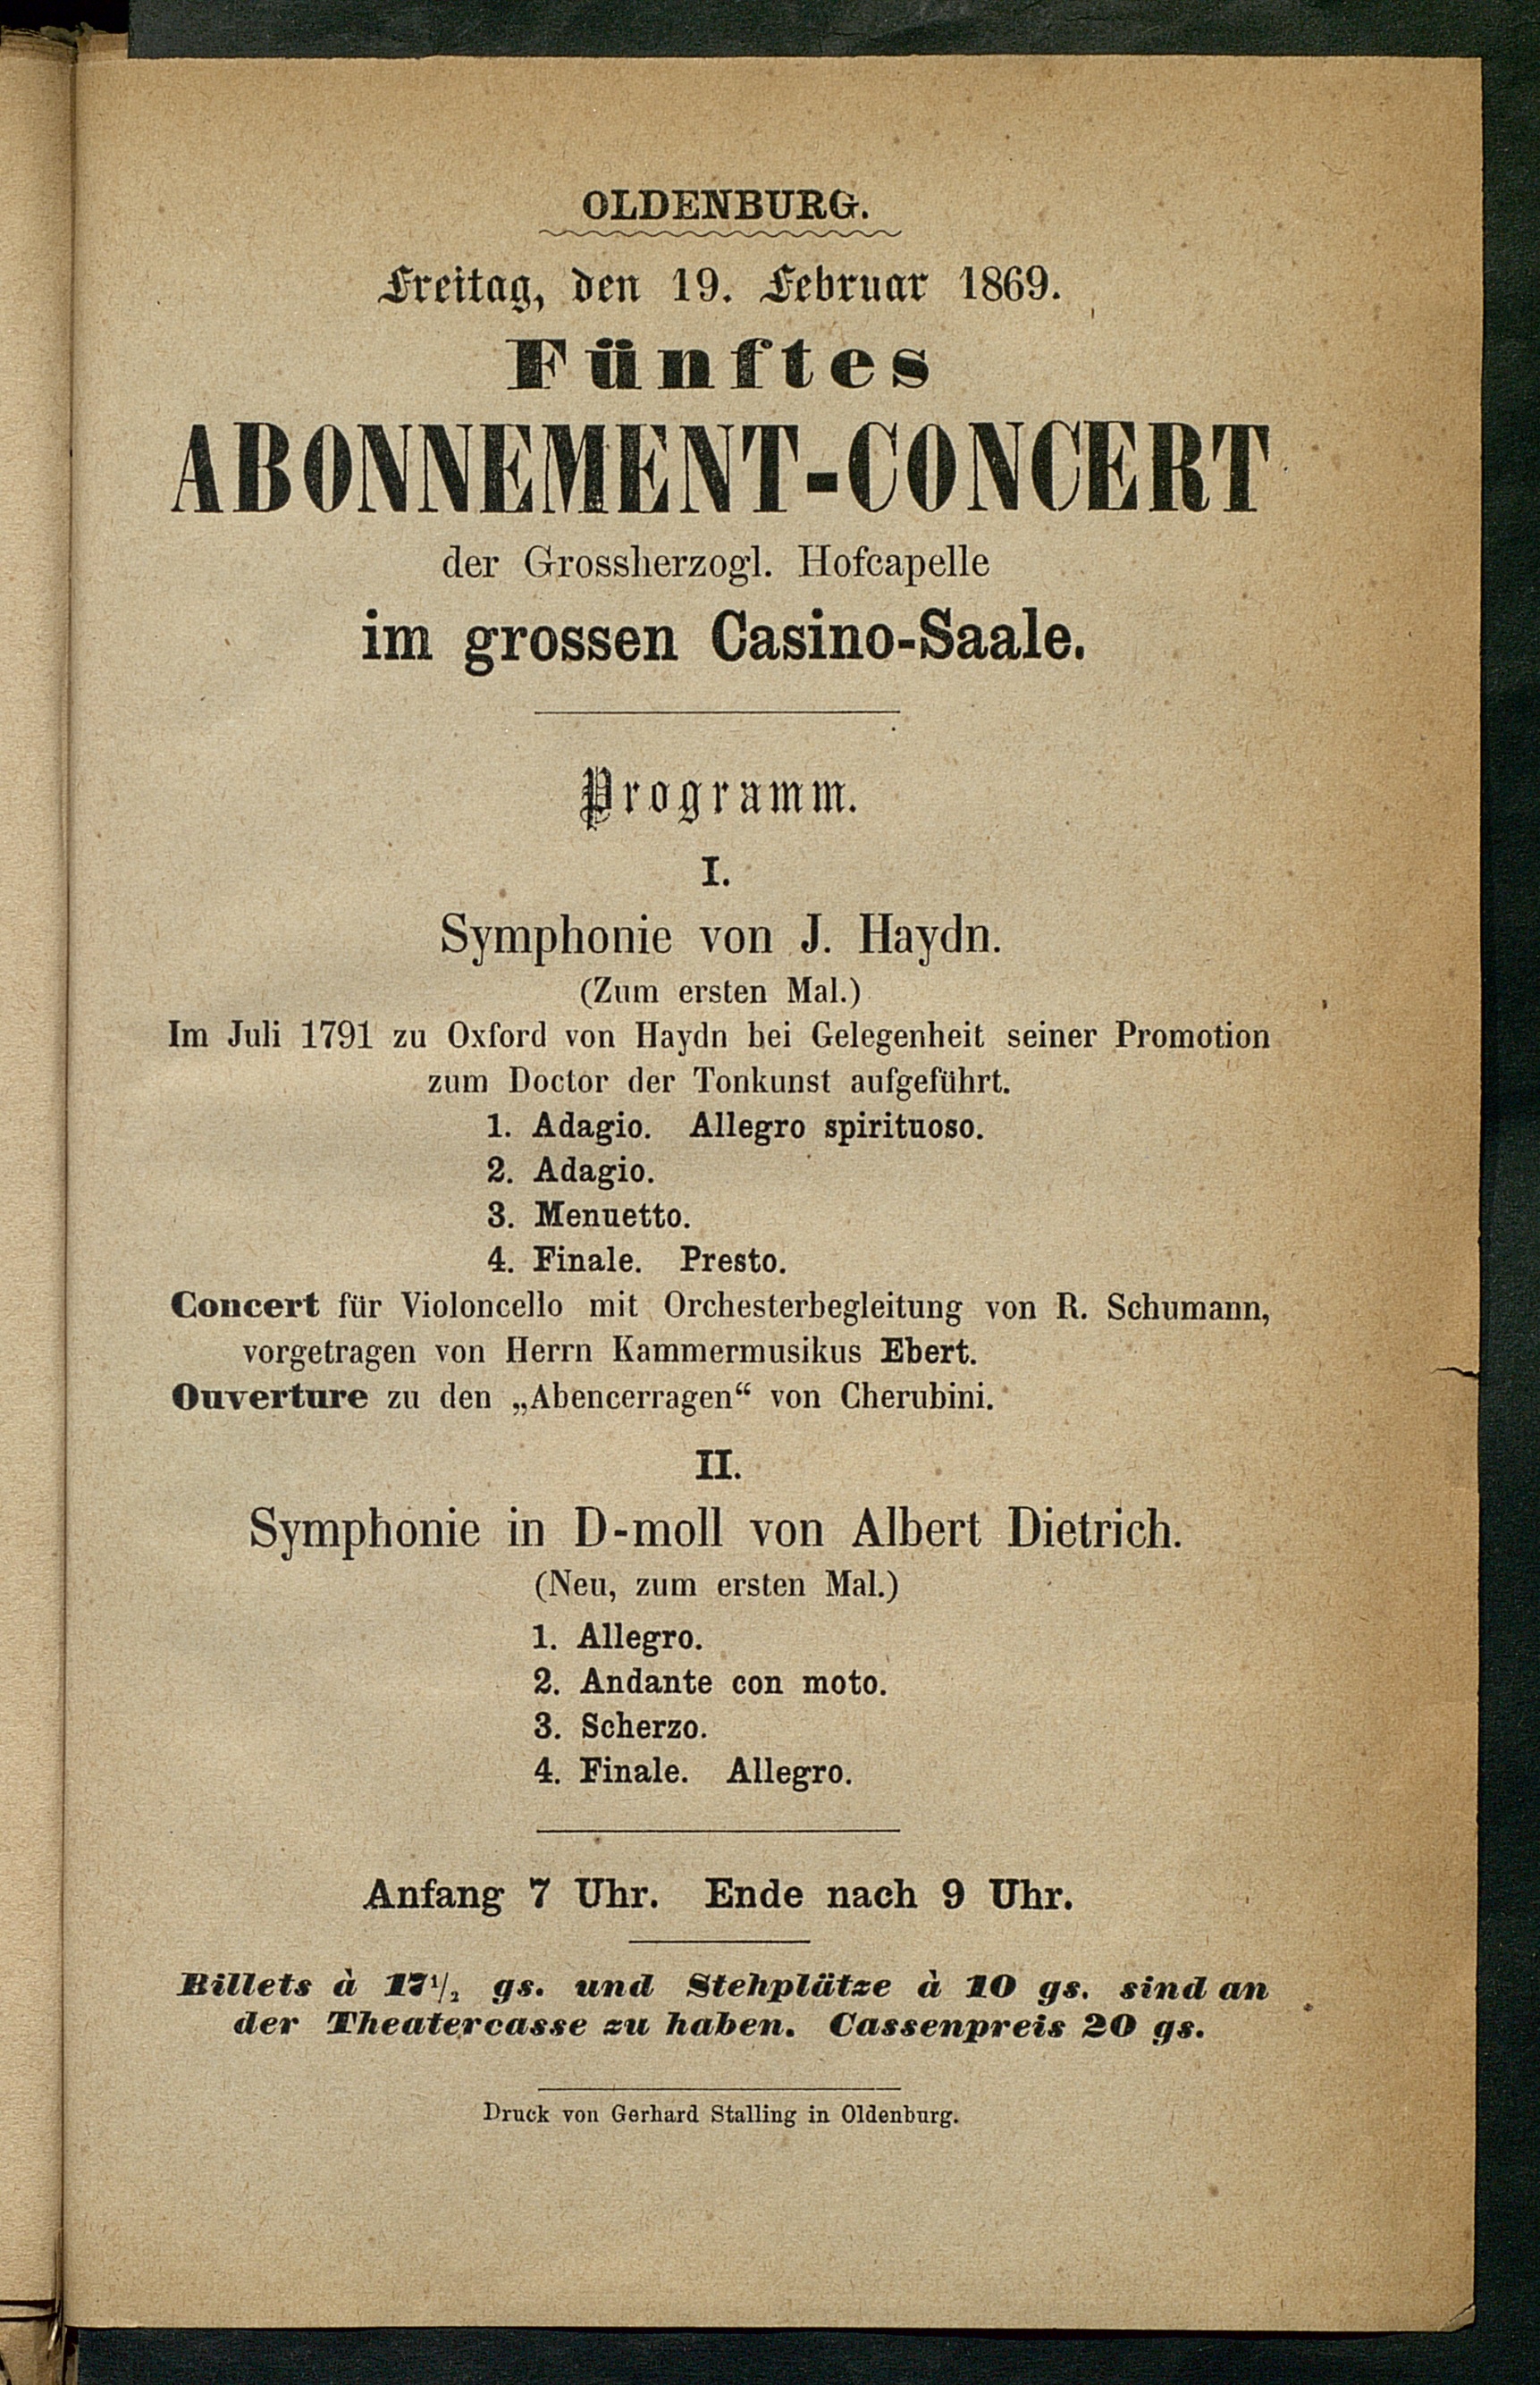 OLDENBURG.
Freitag, den 19. Februar 1869.
Fünftes
ABONNEMENT-CONCERT
der Grossherzogl. Hofcapelle
im grossen Casino-Saale.
Programm.
I.
Symphonie von J. Haydn.
(Zum ersten Mal.)
Im Juli 1791 zu Oxford von Haydn bei Gelegenheit seiner Promotion
zum Doctor der Tonkunst aufgeführt.
1. Adagio. Allegro spirituoso.
2. Adagio.
3. Menuetto.
4. Finale. Presto.
Concert für Violoncello mit Orchesterbegleitung von R. Schumann,
vorgetragen von Herrn Kammermusikus Ebert.
Ouverture zu den „Abencerragen“ von Cherubini.
II.
Symphonie in D-moll von Albert Dietrich.
(Neu, zum ersten Mal.)
1. Allegro.
2. Andante con moto.
3. Scherzo.
4. Finale. Allegro.
Anfang 7 Uhr. Ende nach 9 Uhr.
Billets à 17 1/2 gs. und Stehplätze à 10 gs. sind an
der Theatercasse zu haben. Cassenpreis 20 gs.
Druck von Gerhard Stalling in Oldenburg.